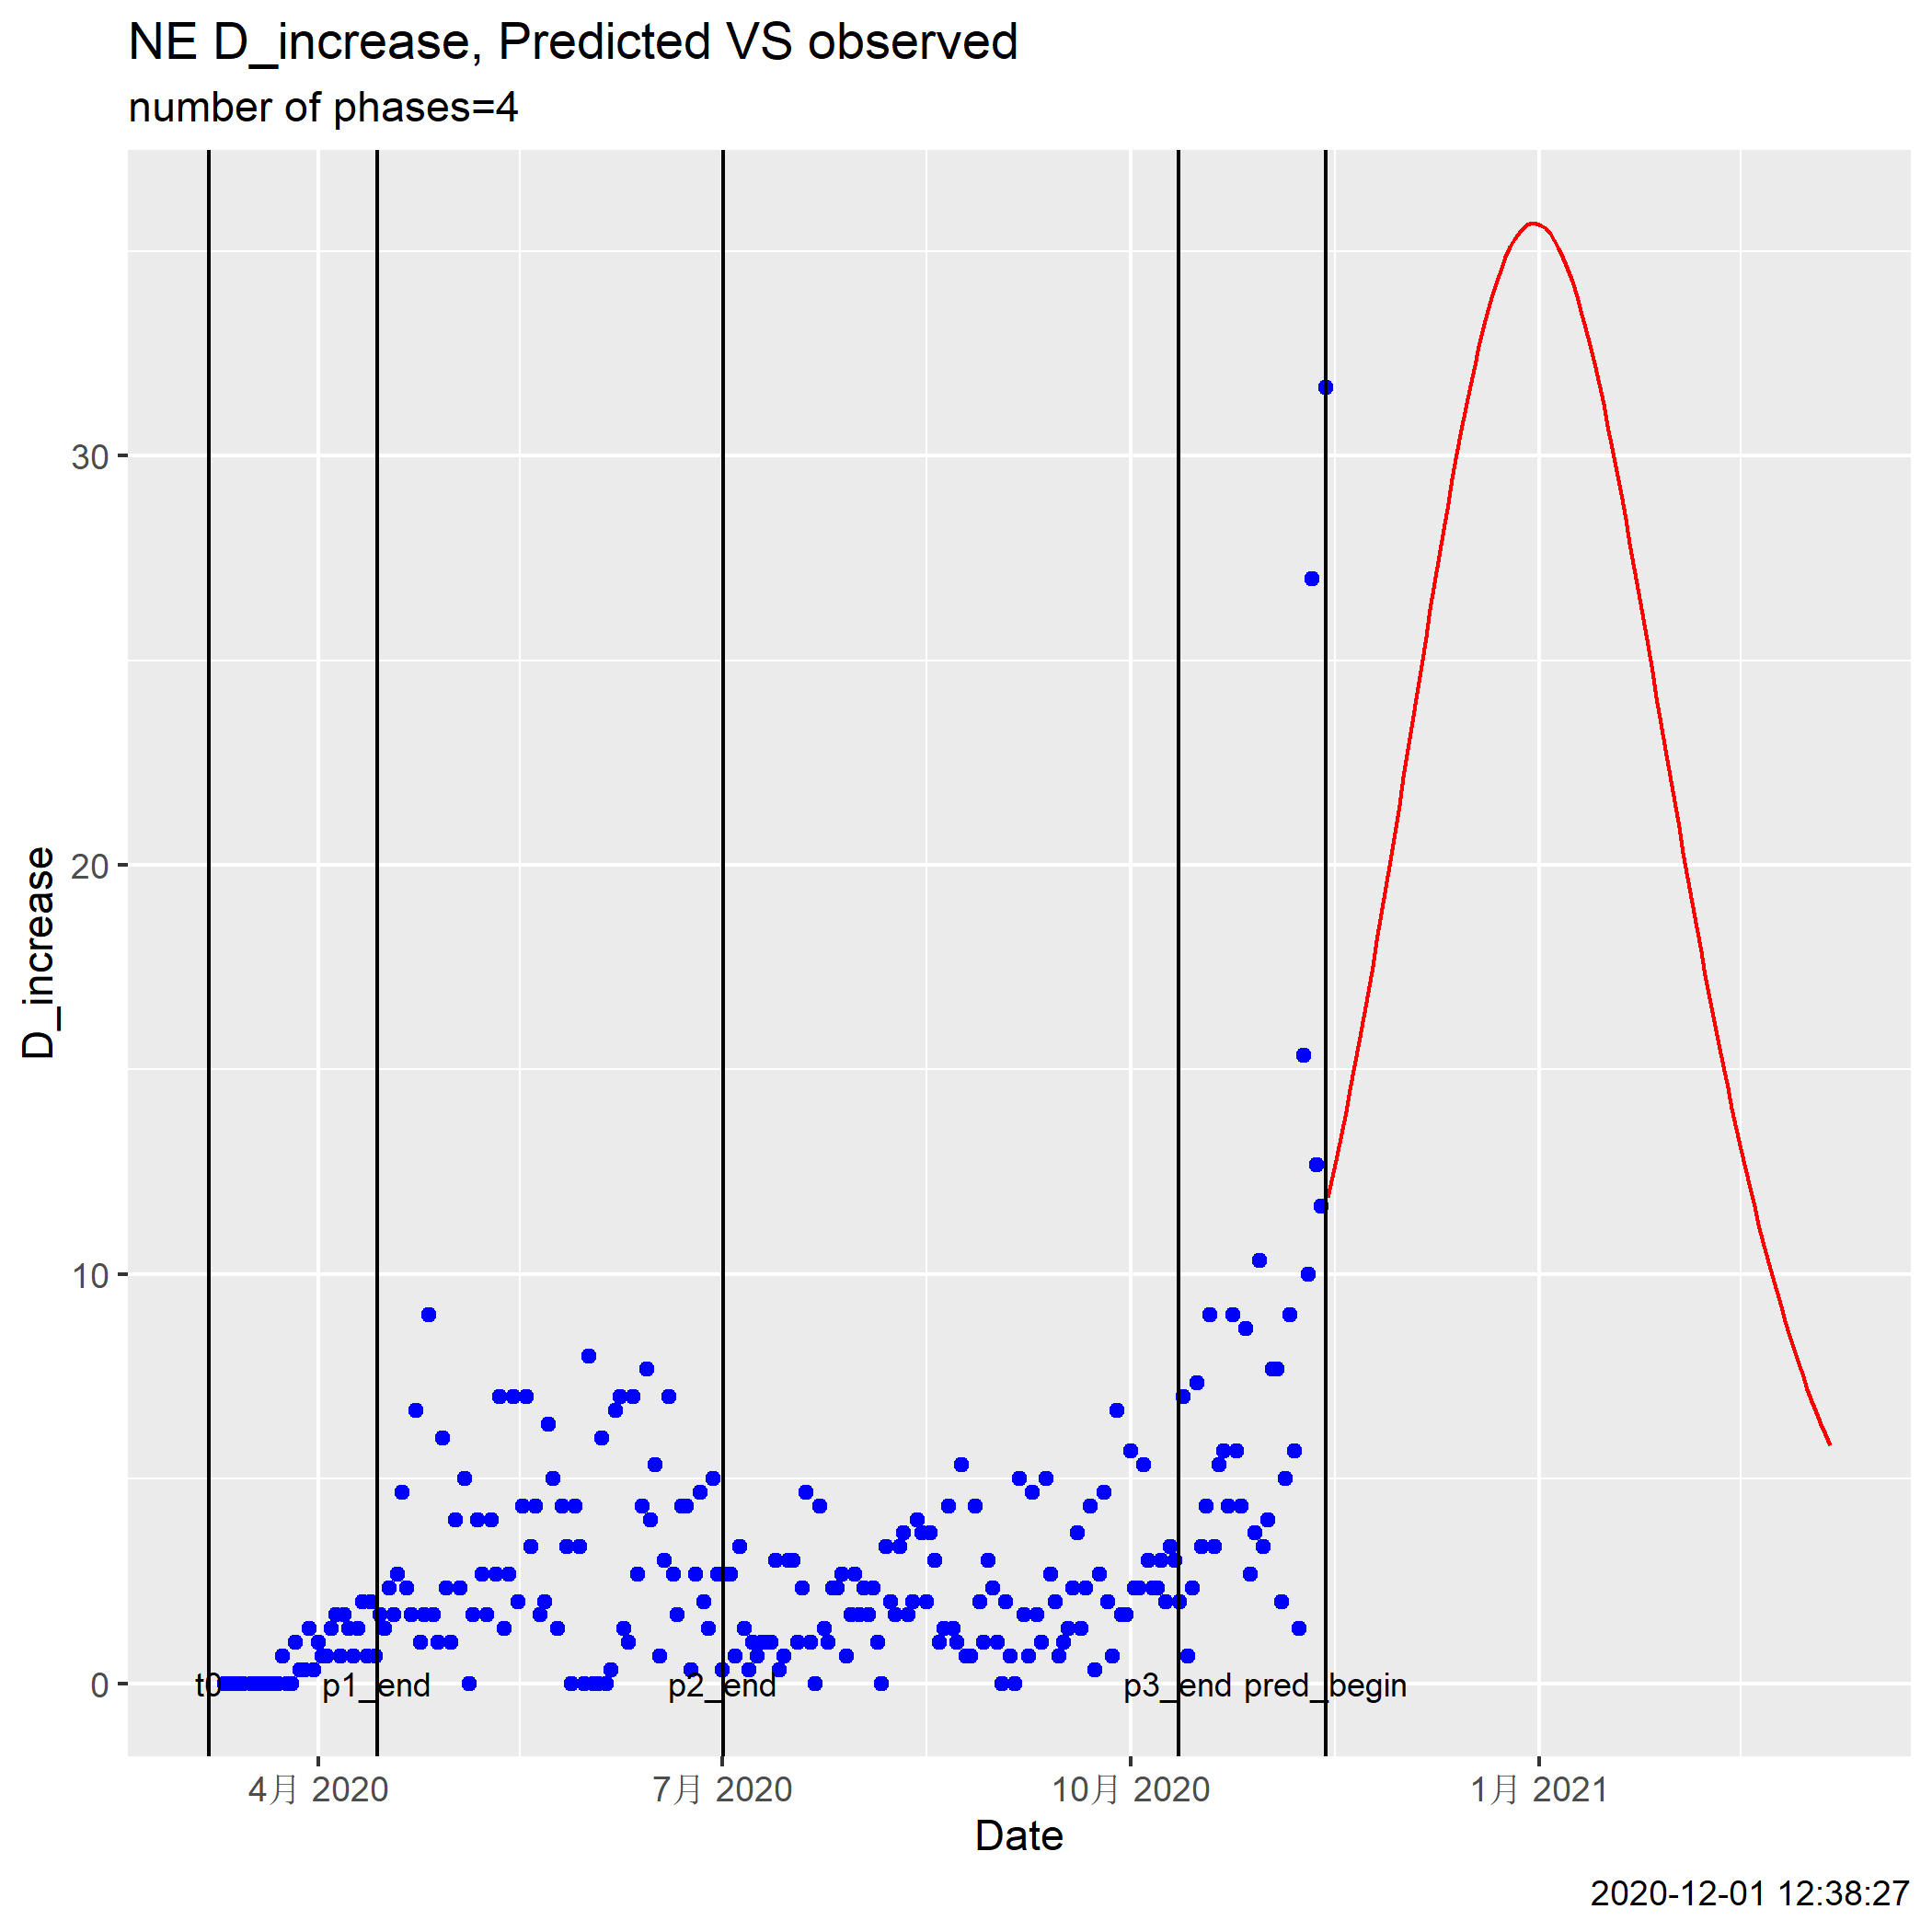 NE D_increase, Predicted VS observed
number of phases=4
D_increase
30
20
10
0
t0 p1_end p2_end p3_end pred_begin
4月 2020 7月 2020 10月 2020 1月 2021
Date
2020-12-01 12:38:27